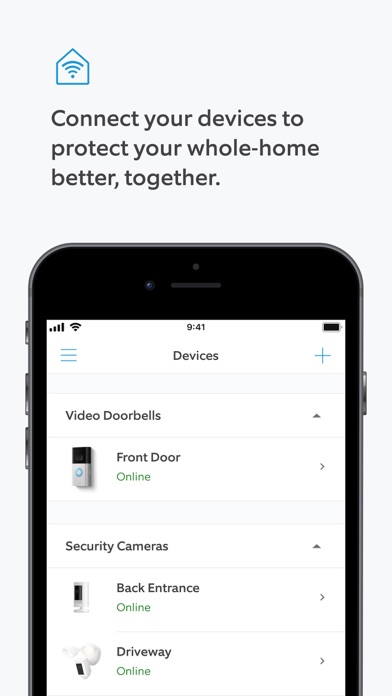 Connect your devices to
protect your whole-home
better, together.
9:41
Devices
Video Doorbells
Front Door
Online
Security Cameras
Back Entrance
Online
Driveway
Online